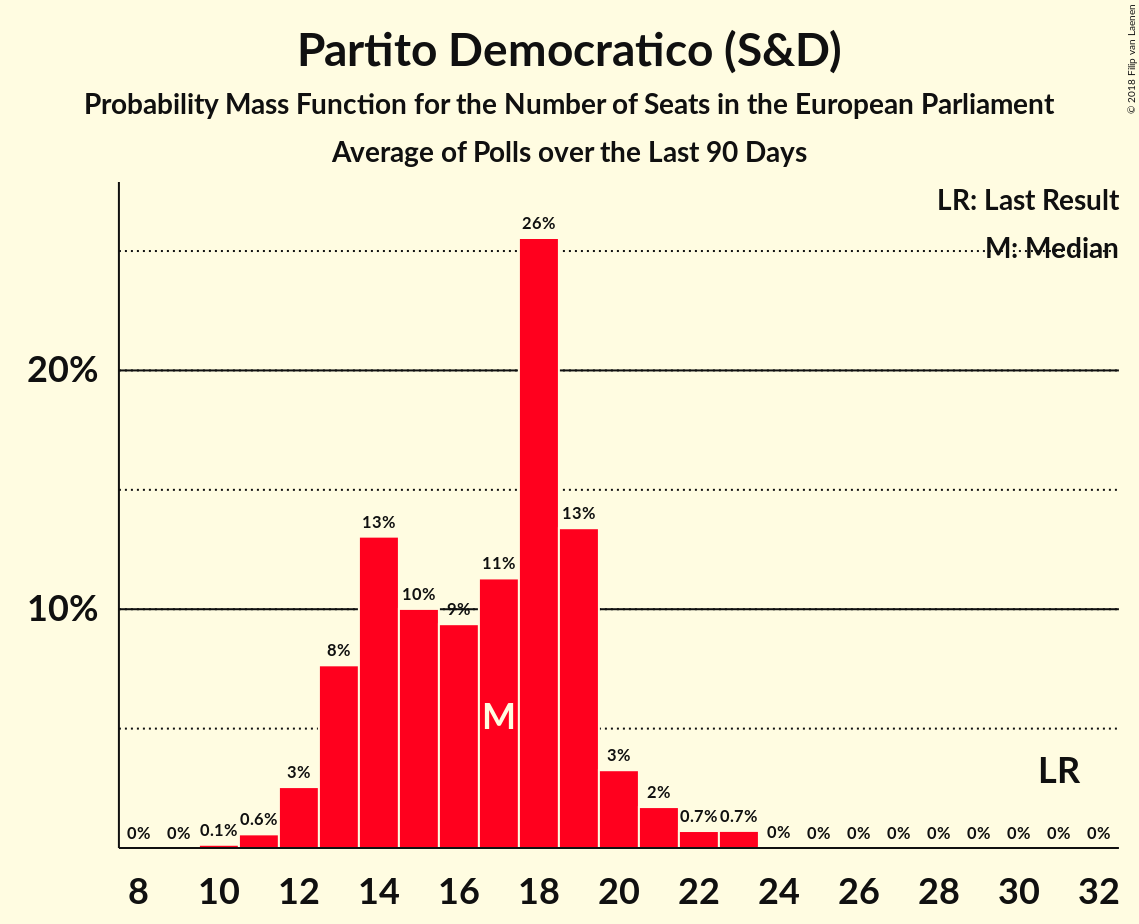 Partito Democratico (S&D)
Probability Mass Function for the Number of Seats in the European Parliament
Average of Polls over the Last 90 Days
© 2018 Filip van Laenen
LR: Last Result
M: Median
20%
10%
0% 0% 0.1% 0.6% 3% 8% 13% 10% 9% 11% 26% 13% 3% 2% 0.7% 0.7% 0% 0% 0% 0% 0% 0% 0% 0% 0%
M
LR
8 10 12 14 16 18 20 22 24 26 28 30 32